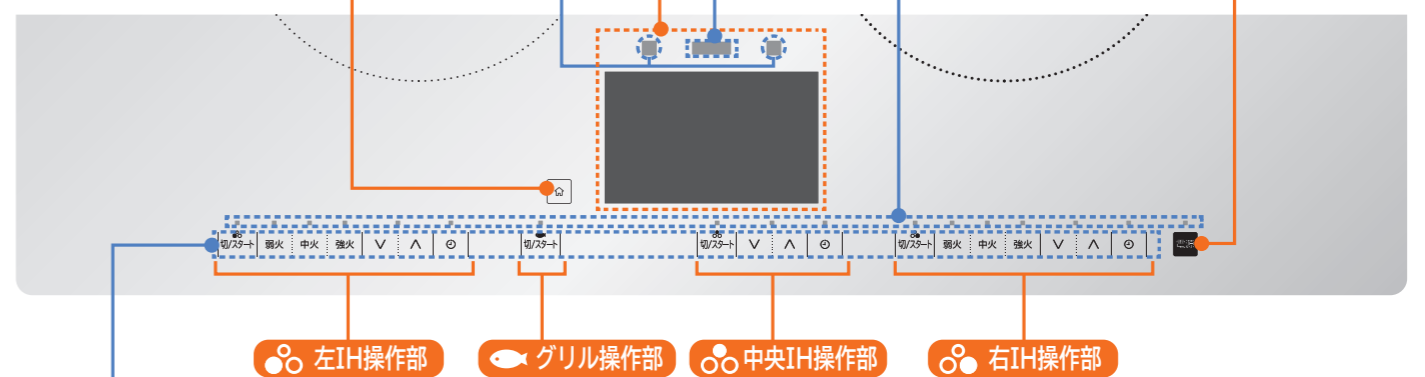 切/スタート 弱火 中火 強火 ∨ ∧ 切/スタート 切/スタート ∨ ∧ 切/スタート 弱火 中火 強火 ∨ ∧ 電源
左IH操作部 グリル操作部 中央IH操作部 右IH操作部